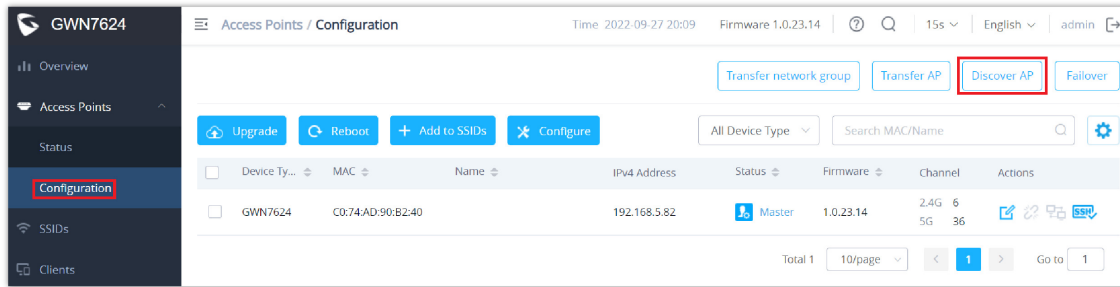 GWN7624
Access Points / Configuration
Time 2022-09-27 20:09
Firmware 1.0.23.14
15s
English
admin
Overview
Access Points
Status
Configuration
SSIDs
Clients
Transfer network group
Transfer AP
Discover AP
Failover
Upgrade
Reboot
+ Add to SSIDs
Configure
All Device Type
Search MAC/Name
Device Ty... MAC Name IPv4 Address Status Firmware Channel Actions
GWN7624 C0:74:AD:90:B2:40 192.168.5.82 Master 1.0.23.14 2.4G 6
5G 36
SSH
Total 1 10/page < 1 > Go to 1